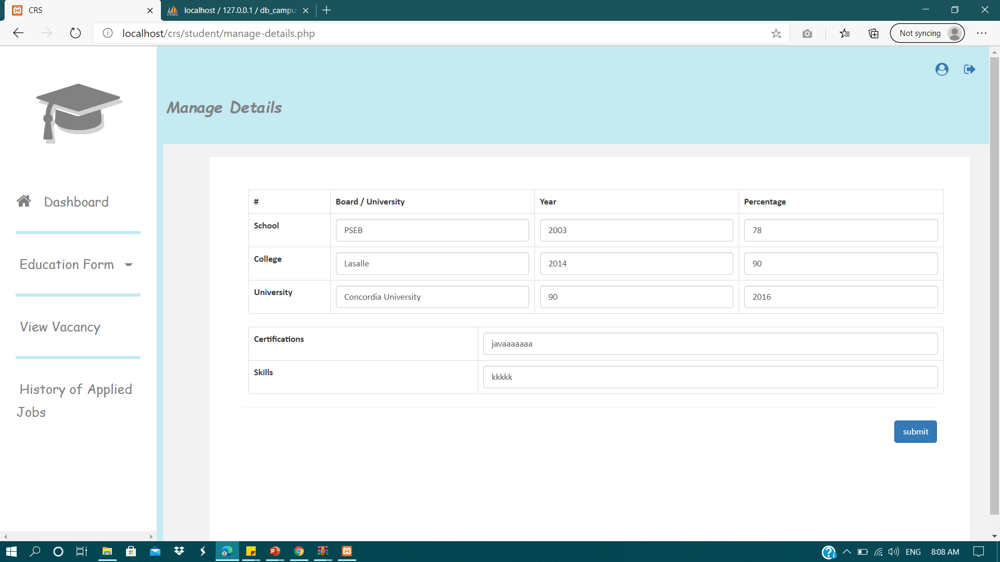 CRS
localhost / 127.0.0.1 / db_campu
localhost/crs/student/manage-details.php
Not syncing
Manage Details
Dashboard
Education Form
View Vacancy
History of Applied
Jobs
# Board / University Year Percentage
School PSEB 2003 78
College Lasalle 2014 90
University Concordia University 90 2016
Certifications javaaaaaaa
Skills kkkkk
submit
ENG 8:08 AM